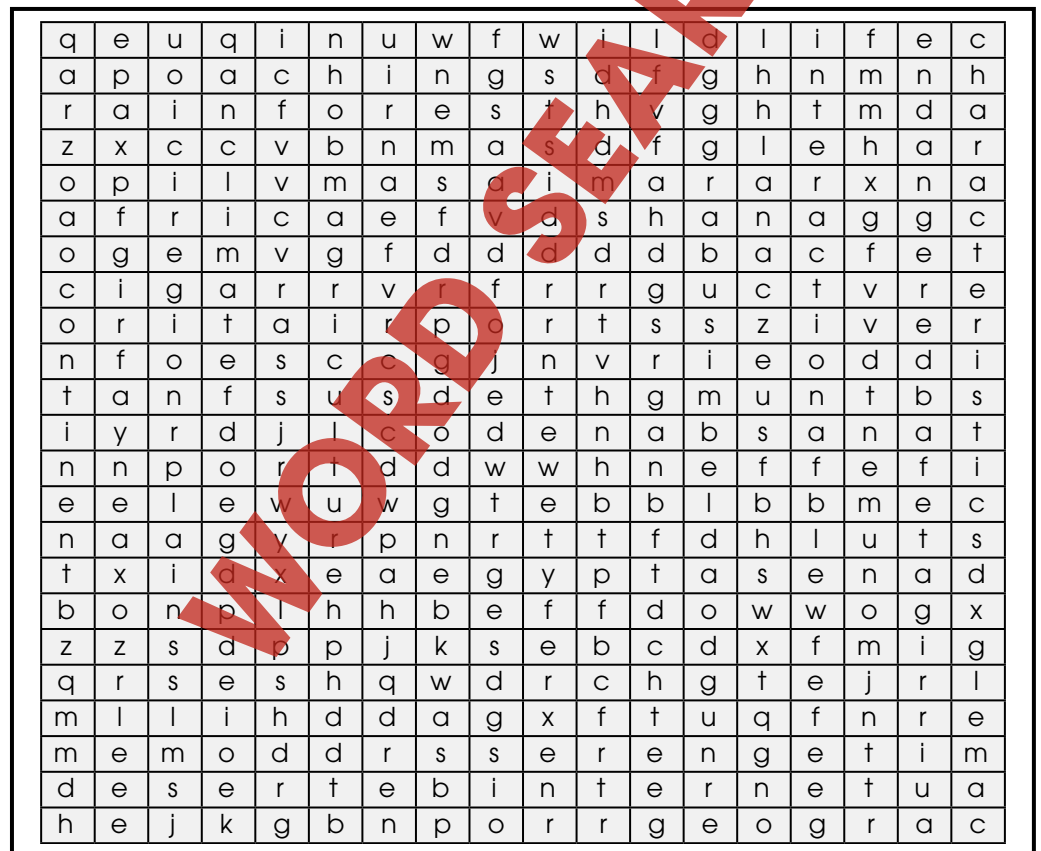 q e u q i n u w f w i l d l i f e c
a p o a c h i n g s d f g h n m n h
r a i n f o r e s t h v g h t m d a
z x c c v b n m a s d f g l e h a r
o p i l v m a s a i m a r a r x n a
a f r i c a e f v d s h a n a g g c
o g e m v g f d d d d d b a c f e t
c i g a r r v r f r r g u c t v r e
o r i t a i r p o r t s s z i v e r
n f o e s c c g j n v r i e o d d i
t a n f s u s d e t h g m u n t b s
i y r d j l c o d e n a b s a n a t
n n p o r t d d w w h n e f f e f i
e e l e w u w g t e b b l b b m e c
n a a g y r p n r t t f d h l u t s
t x i d x e a e g y p t a s e n a d
b o n p l h h b e f f d o w w o g x
z z s d p p j k s e b c d x f m i g
q r s e s h q w d r c h g t e j r l
m l l i h d d a g x f t u q f n r e
m e m o d d r s s e r e n g e t i m
d e s e r t e b i n t e r n e t u a
h e j k g b n p o r r g e o g r a c
WORD SEAR